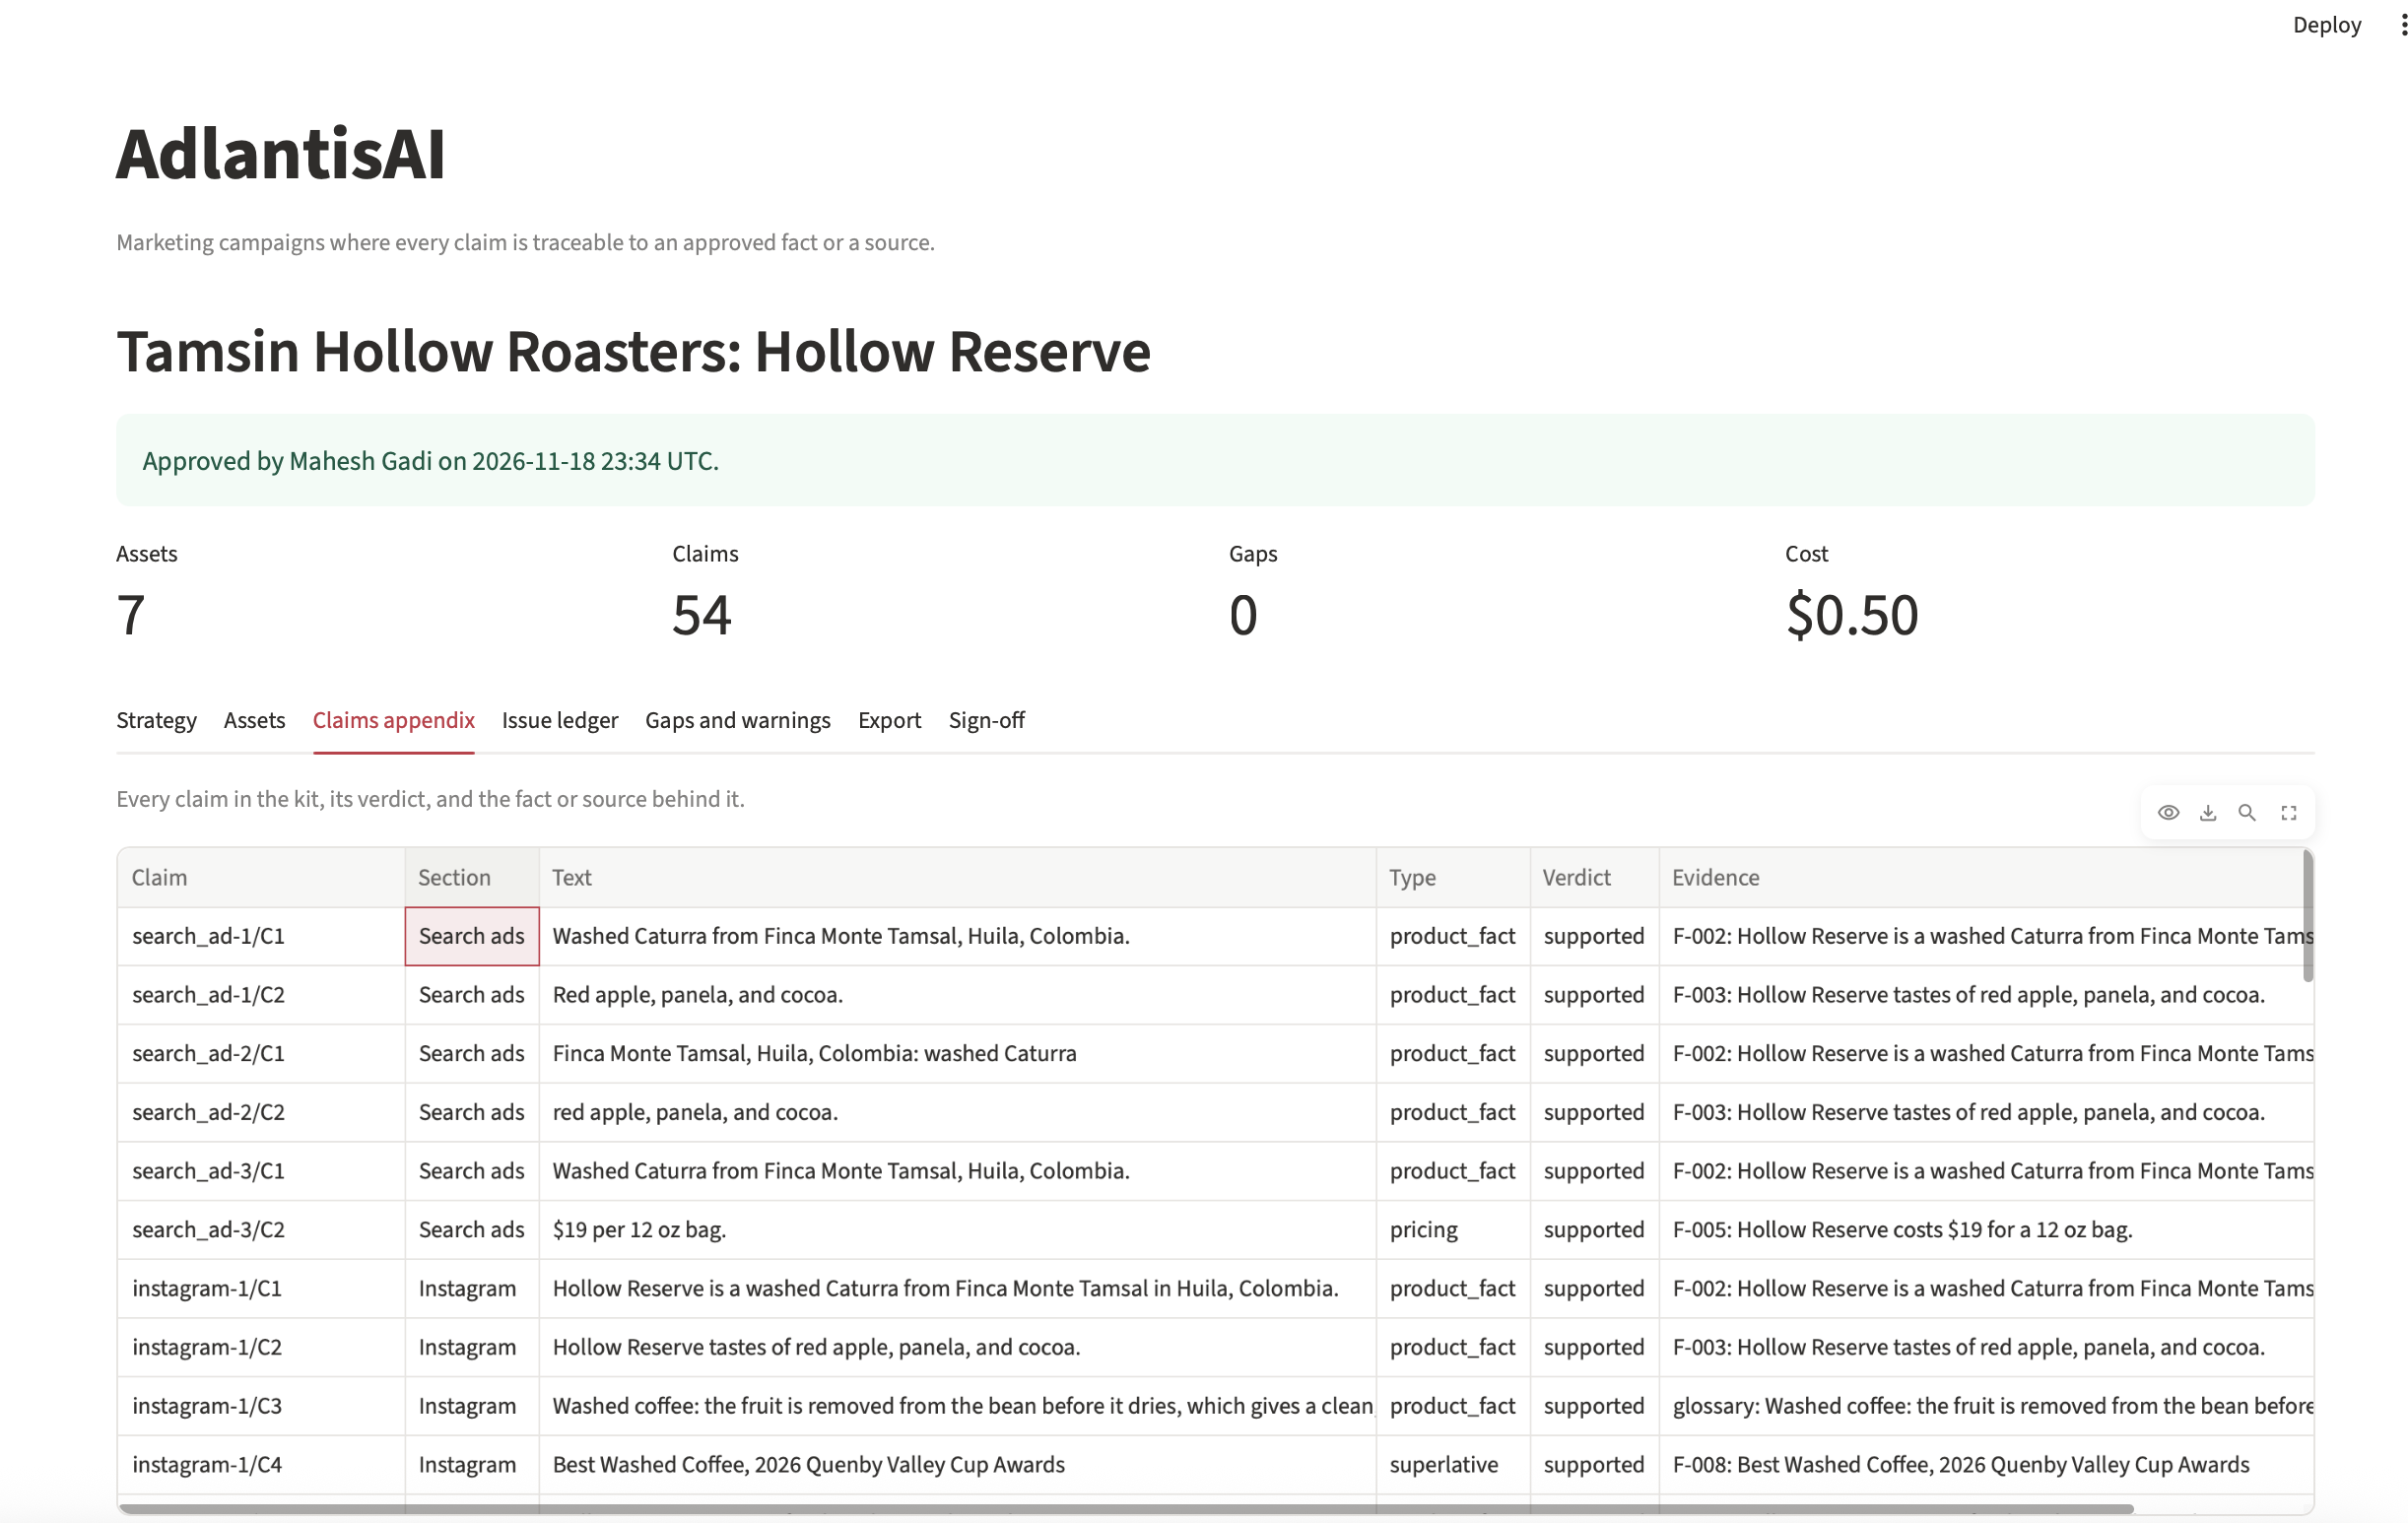 Deploy
AdlantisAI
Marketing campaigns where every claim is traceable to an approved fact or a source.
Tamsin Hollow Roasters: Hollow Reserve
Approved by Mahesh Gadi on 2026-11-18 23:34 UTC.
Assets Claims Gaps Cost
7 54 0 $0.50
Strategy Assets Claims appendix Issue ledger Gaps and warnings Export Sign-off
Every claim in the kit, its verdict, and the fact or source behind it.
Claim Section Text Type Verdict Evidence
search_ad-1/C1 Search ads Washed Caturra from Finca Monte Tamsal, Huila, Colombia. product_fact supported F-002: Hollow Reserve is a washed Caturra from Finca Monte Tams
search_ad-1/C2 Search ads Red apple, panela, and cocoa. product_fact supported F-003: Hollow Reserve tastes of red apple, panela, and cocoa.
search_ad-2/C1 Search ads Finca Monte Tamsal, Huila, Colombia: washed Caturra product_fact supported F-002: Hollow Reserve is a washed Caturra from Finca Monte Tams
search_ad-2/C2 Search ads red apple, panela, and cocoa. product_fact supported F-003: Hollow Reserve tastes of red apple, panela, and cocoa.
search_ad-3/C1 Search ads Washed Caturra from Finca Monte Tamsal, Huila, Colombia. product_fact supported F-002: Hollow Reserve is a washed Caturra from Finca Monte Tams
search_ad-3/C2 Search ads $19 per 12 oz bag. pricing supported F-005: Hollow Reserve costs $19 for a 12 oz bag.
instagram-1/C1 Instagram Hollow Reserve is a washed Caturra from Finca Monte Tamsal in Huila, Colombia. product_fact supported F-002: Hollow Reserve is a washed Caturra from Finca Monte Tams
instagram-1/C2 Instagram Hollow Reserve tastes of red apple, panela, and cocoa. product_fact supported F-003: Hollow Reserve tastes of red apple, panela, and cocoa.
instagram-1/C3 Instagram Washed coffee: the fruit is removed from the bean before it dries, which gives a clean, product_fact supported glossary: Washed coffee: the fruit is removed from the bean before
instagram-1/C4 Instagram Best Washed Coffee, 2026 Quenby Valley Cup Awards superlative supported F-008: Best Washed Coffee, 2026 Quenby Valley Cup Awards